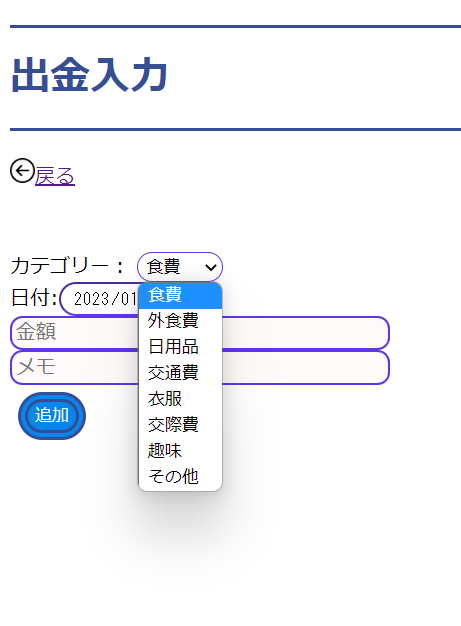 出金入力
戻る
カテゴリー： 食費
日付: 2023/01
食費
外食費
日用品
交通費
衣服
交際費
趣味
その他
金額
メモ
追加